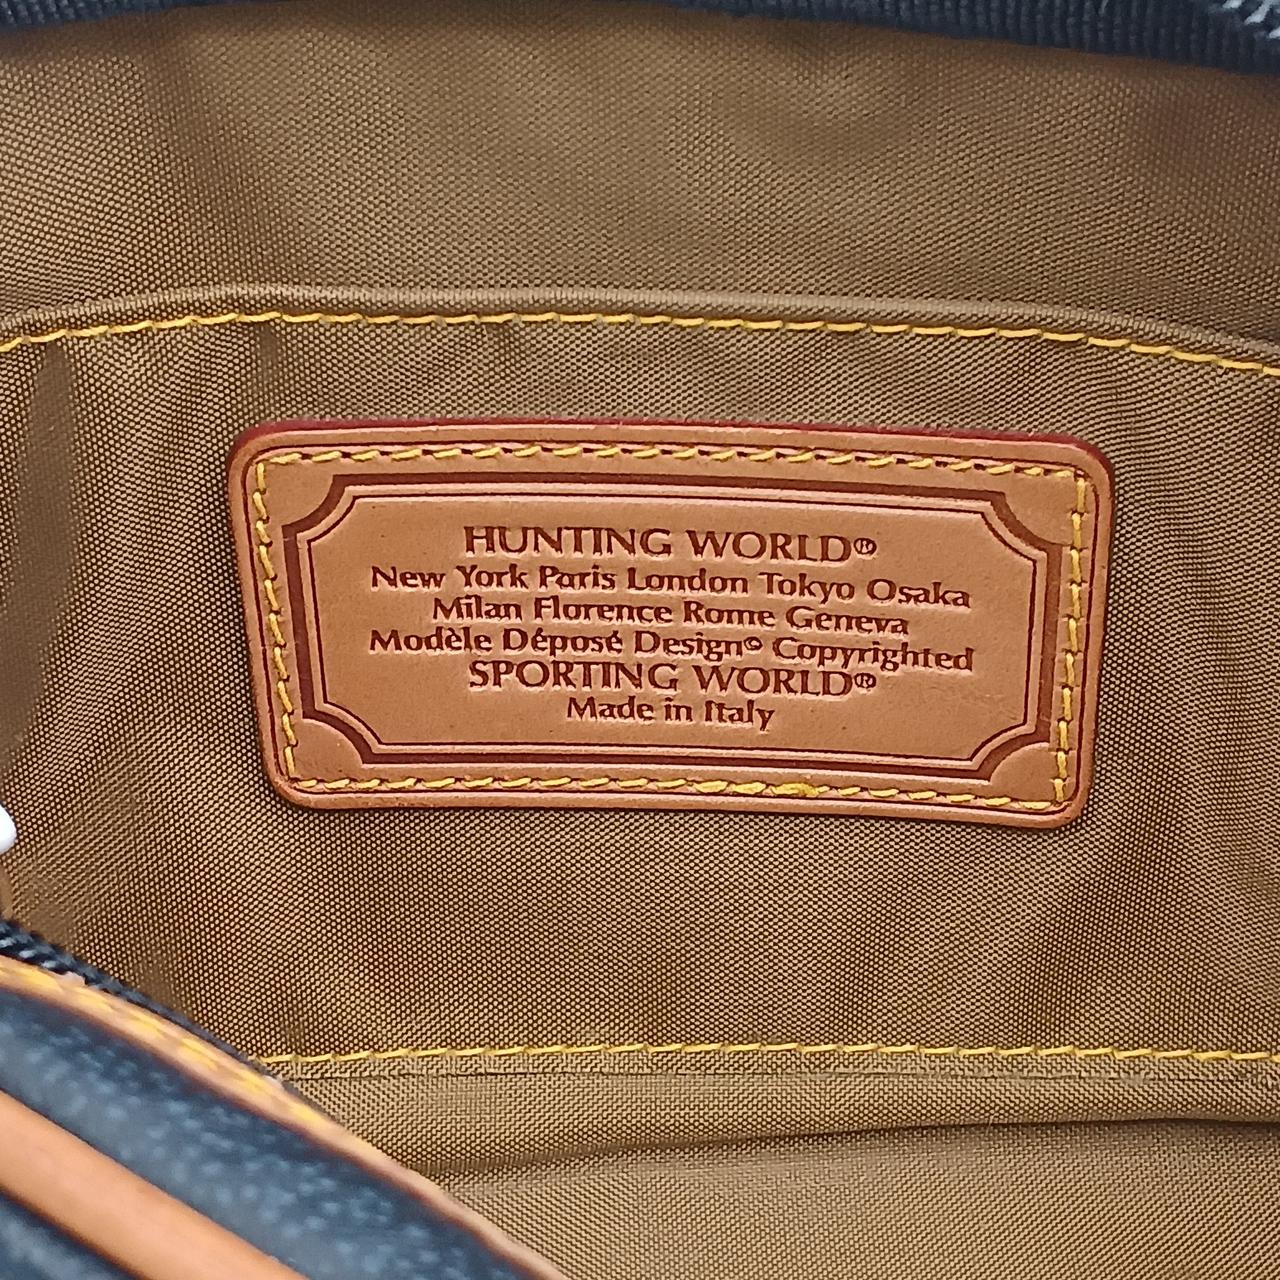 HUNTING WORLD®
New York Paris London Tokyo Osaka
Milan Florence Rome Geneva
Modèle Déposé Design© Copyrighted
SPORTING WORLD®
Made in Italy